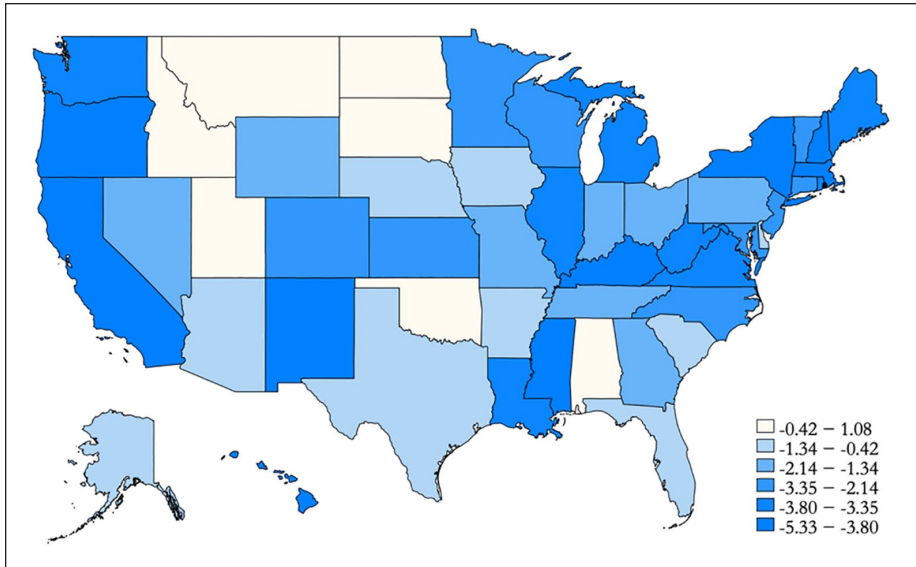 -0.42 – 1.08
-1.34 – -0.42
-2.14 – -1.34
-3.35 – -2.14
-3.80 – -3.35
-5.33 – -3.80